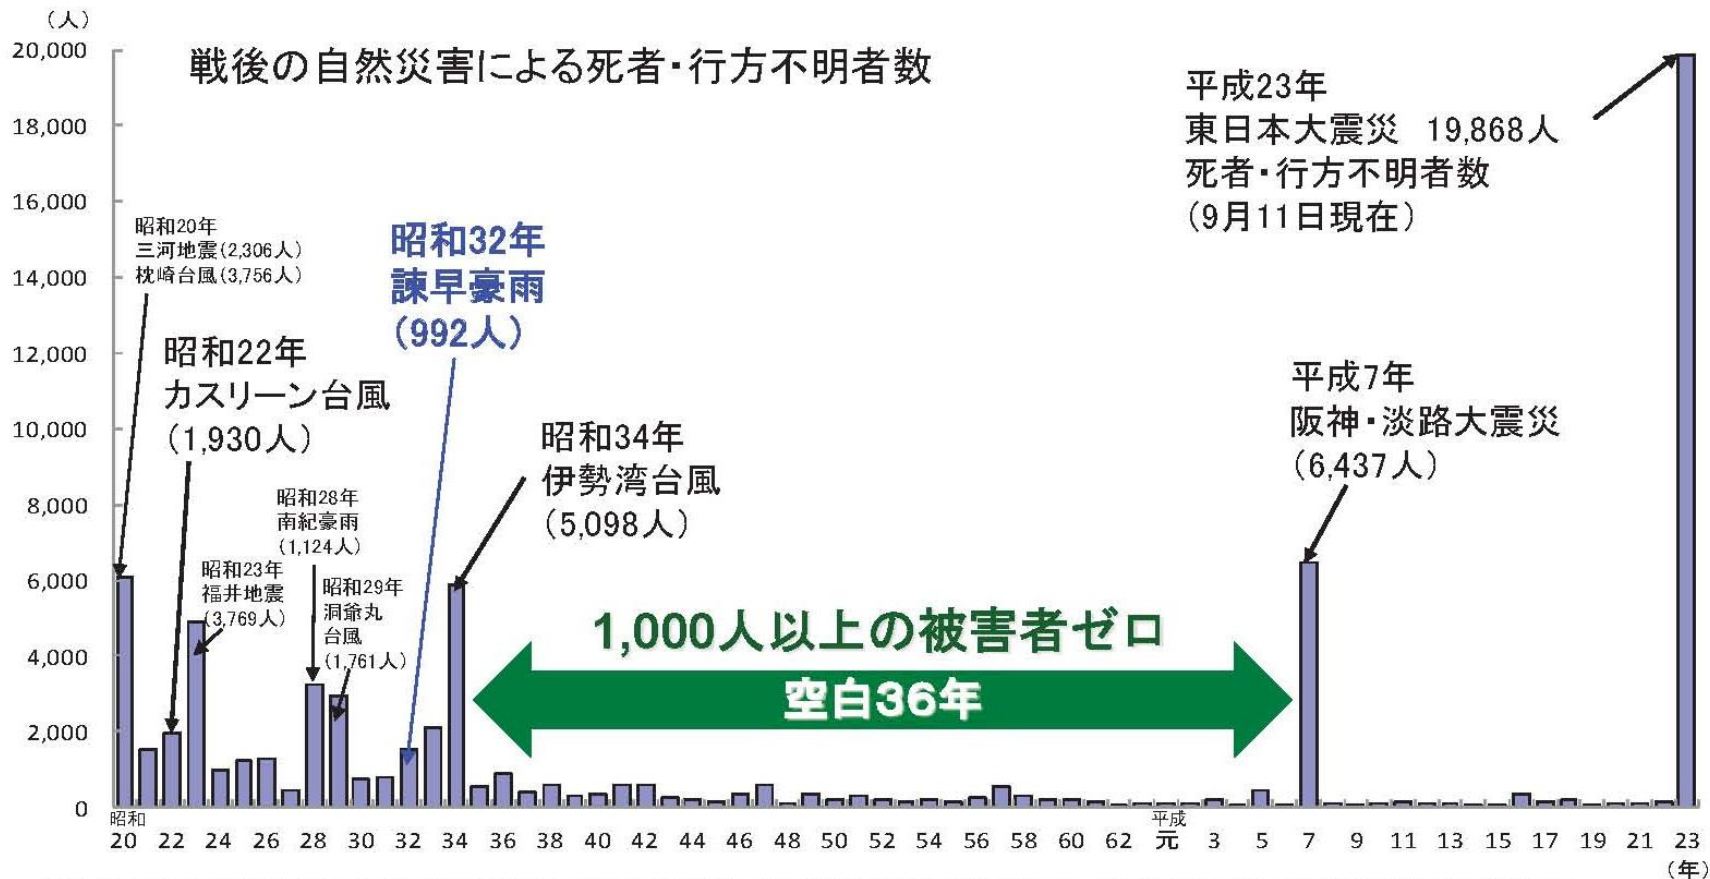 （人）
戦後の自然災害による死者・行方不明者数
20,000
18,000
16,000
14,000
12,000
10,000
8,000
6,000
4,000
2,000
0
昭和20年
三河地震(2,306人)
枕崎台風(3,756人)
昭和22年
カスリーン台風
(1,930人)
昭和23年
福井地震
(3,769人)
昭和28年
南紀豪雨
(1,124人)
昭和29年
洞爺丸
台風
(1,761人)
昭和32年
諫早豪雨
(992人)
昭和34年
伊勢湾台風
(5,098人)
1,000人以上の被害者ゼロ
空白36年
平成7年
阪神・淡路大震災
(6,437人)
平成23年
東日本大震災 19,868人
死者・行方不明者数
(9月11日現在)
昭和 平成
20 22 24 26 28 30 32 34 36 38 40 42 44 46 48 50 52 54 56 58 60 62 元 3 5 7 9 11 13 15 17 19 21 23
（年）